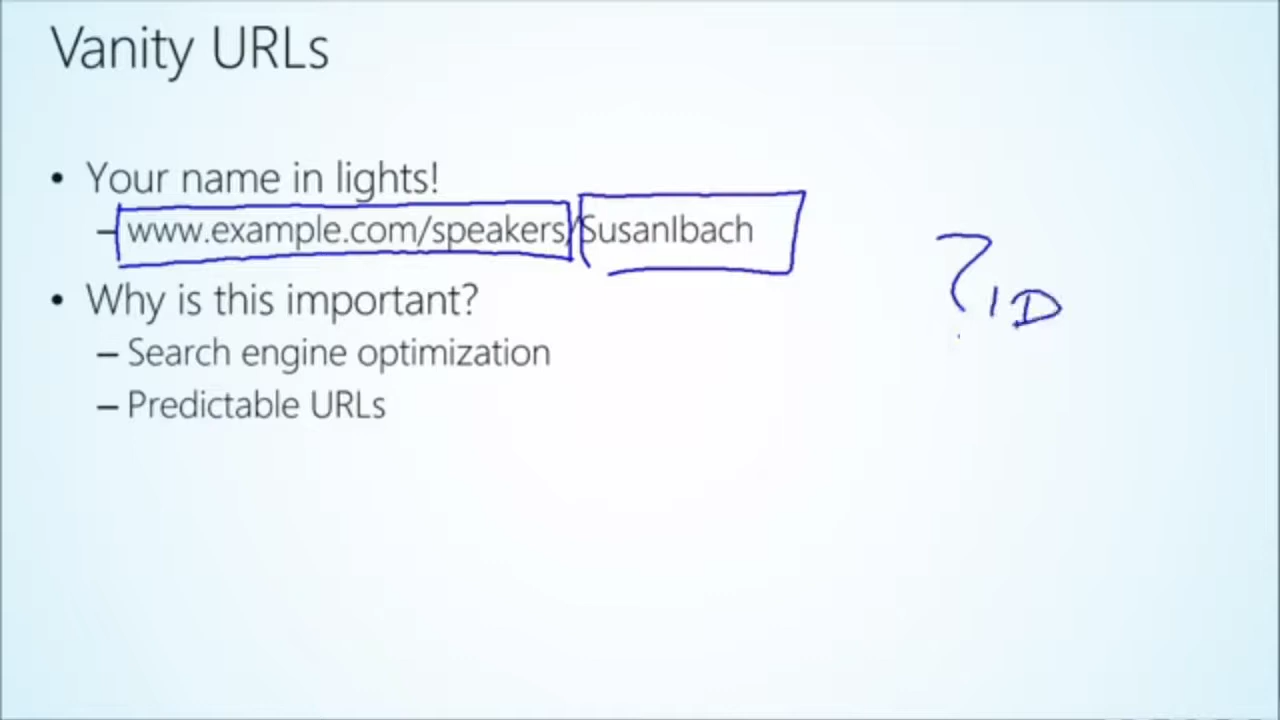 Vanity URLs
• Your name in lights!
– www.example.com/speakers/SusanIbach
?ID
• Why is this important?
– Search engine optimization
– Predictable URLs